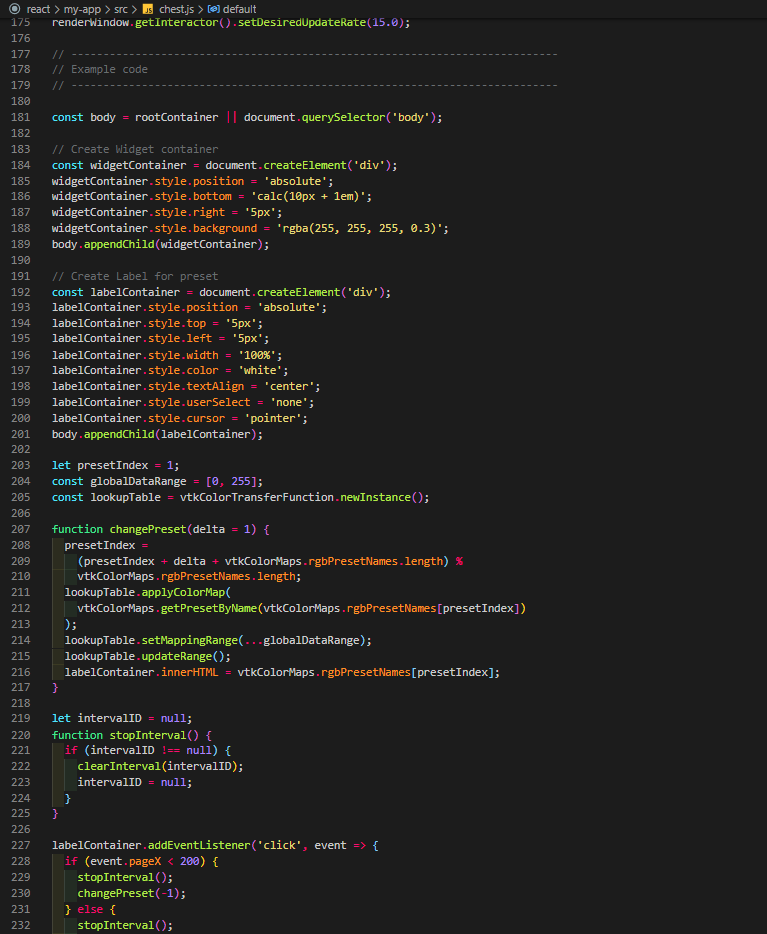 react > my-app > src > JS chest.js > default
175 renderWindow.getInteractor().setDesiredUpdateRate(15.0);
176
177 // ----------------------------------------------------------------------------
178 // Example code
179 // ----------------------------------------------------------------------------
180
181 const body = rootContainer || document.querySelector('body');
182
183 // Create Widget container
184 const widgetContainer = document.createElement('div');
185 widgetContainer.style.position = 'absolute';
186 widgetContainer.style.bottom = 'calc(10px + 1em)';
187 widgetContainer.style.right = '5px';
188 widgetContainer.style.background = 'rgba(255, 255, 255, 0.3)';
189 body.appendChild(widgetContainer);
190
191 // Create Label for preset
192 const labelContainer = document.createElement('div');
193 labelContainer.style.position = 'absolute';
194 labelContainer.style.top = '5px';
195 labelContainer.style.left = '5px';
196 labelContainer.style.width = '100%';
197 labelContainer.style.color = 'white';
198 labelContainer.style.textAlign = 'center';
199 labelContainer.style.userSelect = 'none';
200 labelContainer.style.cursor = 'pointer';
201 body.appendChild(labelContainer);
202
203 let presetIndex = 1;
204 const globalDataRange = [0, 255];
205 const lookupTable = vtkColorTransferFunction.newInstance();
206
207 function changePreset(delta = 1) {
208   presetIndex =
209     (presetIndex + delta + vtkColorMaps.rgbPresetNames.length) %
210     vtkColorMaps.rgbPresetNames.length;
211   lookupTable.applyColorMap(
212     vtkColorMaps.getPresetByName(vtkColorMaps.rgbPresetNames[presetIndex])
213   );
214   lookupTable.setMappingRange(...globalDataRange);
215   lookupTable.updateRange();
216   labelContainer.innerHTML = vtkColorMaps.rgbPresetNames[presetIndex];
217 }
218
219 let intervalID = null;
220 function stopInterval() {
221   if (intervalID !== null) {
222     clearInterval(intervalID);
223     intervalID = null;
224   }
225 }
226
227 labelContainer.addEventListener('click', event => {
228   if (event.pageX < 200) {
229     stopInterval();
230     changePreset(-1);
231   } else {
232     stopInterval();